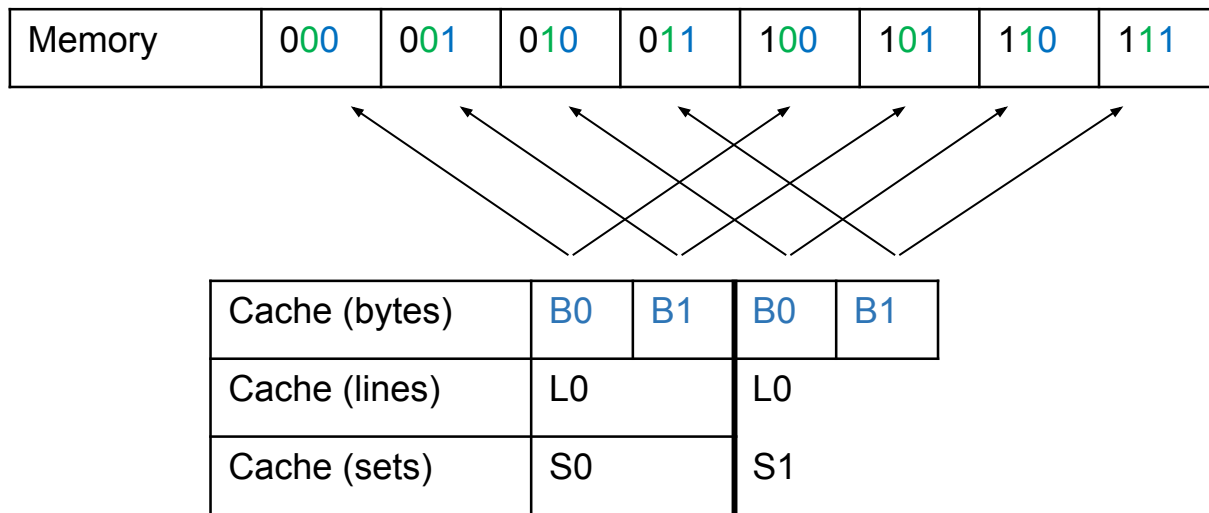 Memory 000 001 010 011 100 101 110 111
Cache (bytes) B0 B1 B0 B1
Cache (lines) L0 L0
Cache (sets) S0 S1